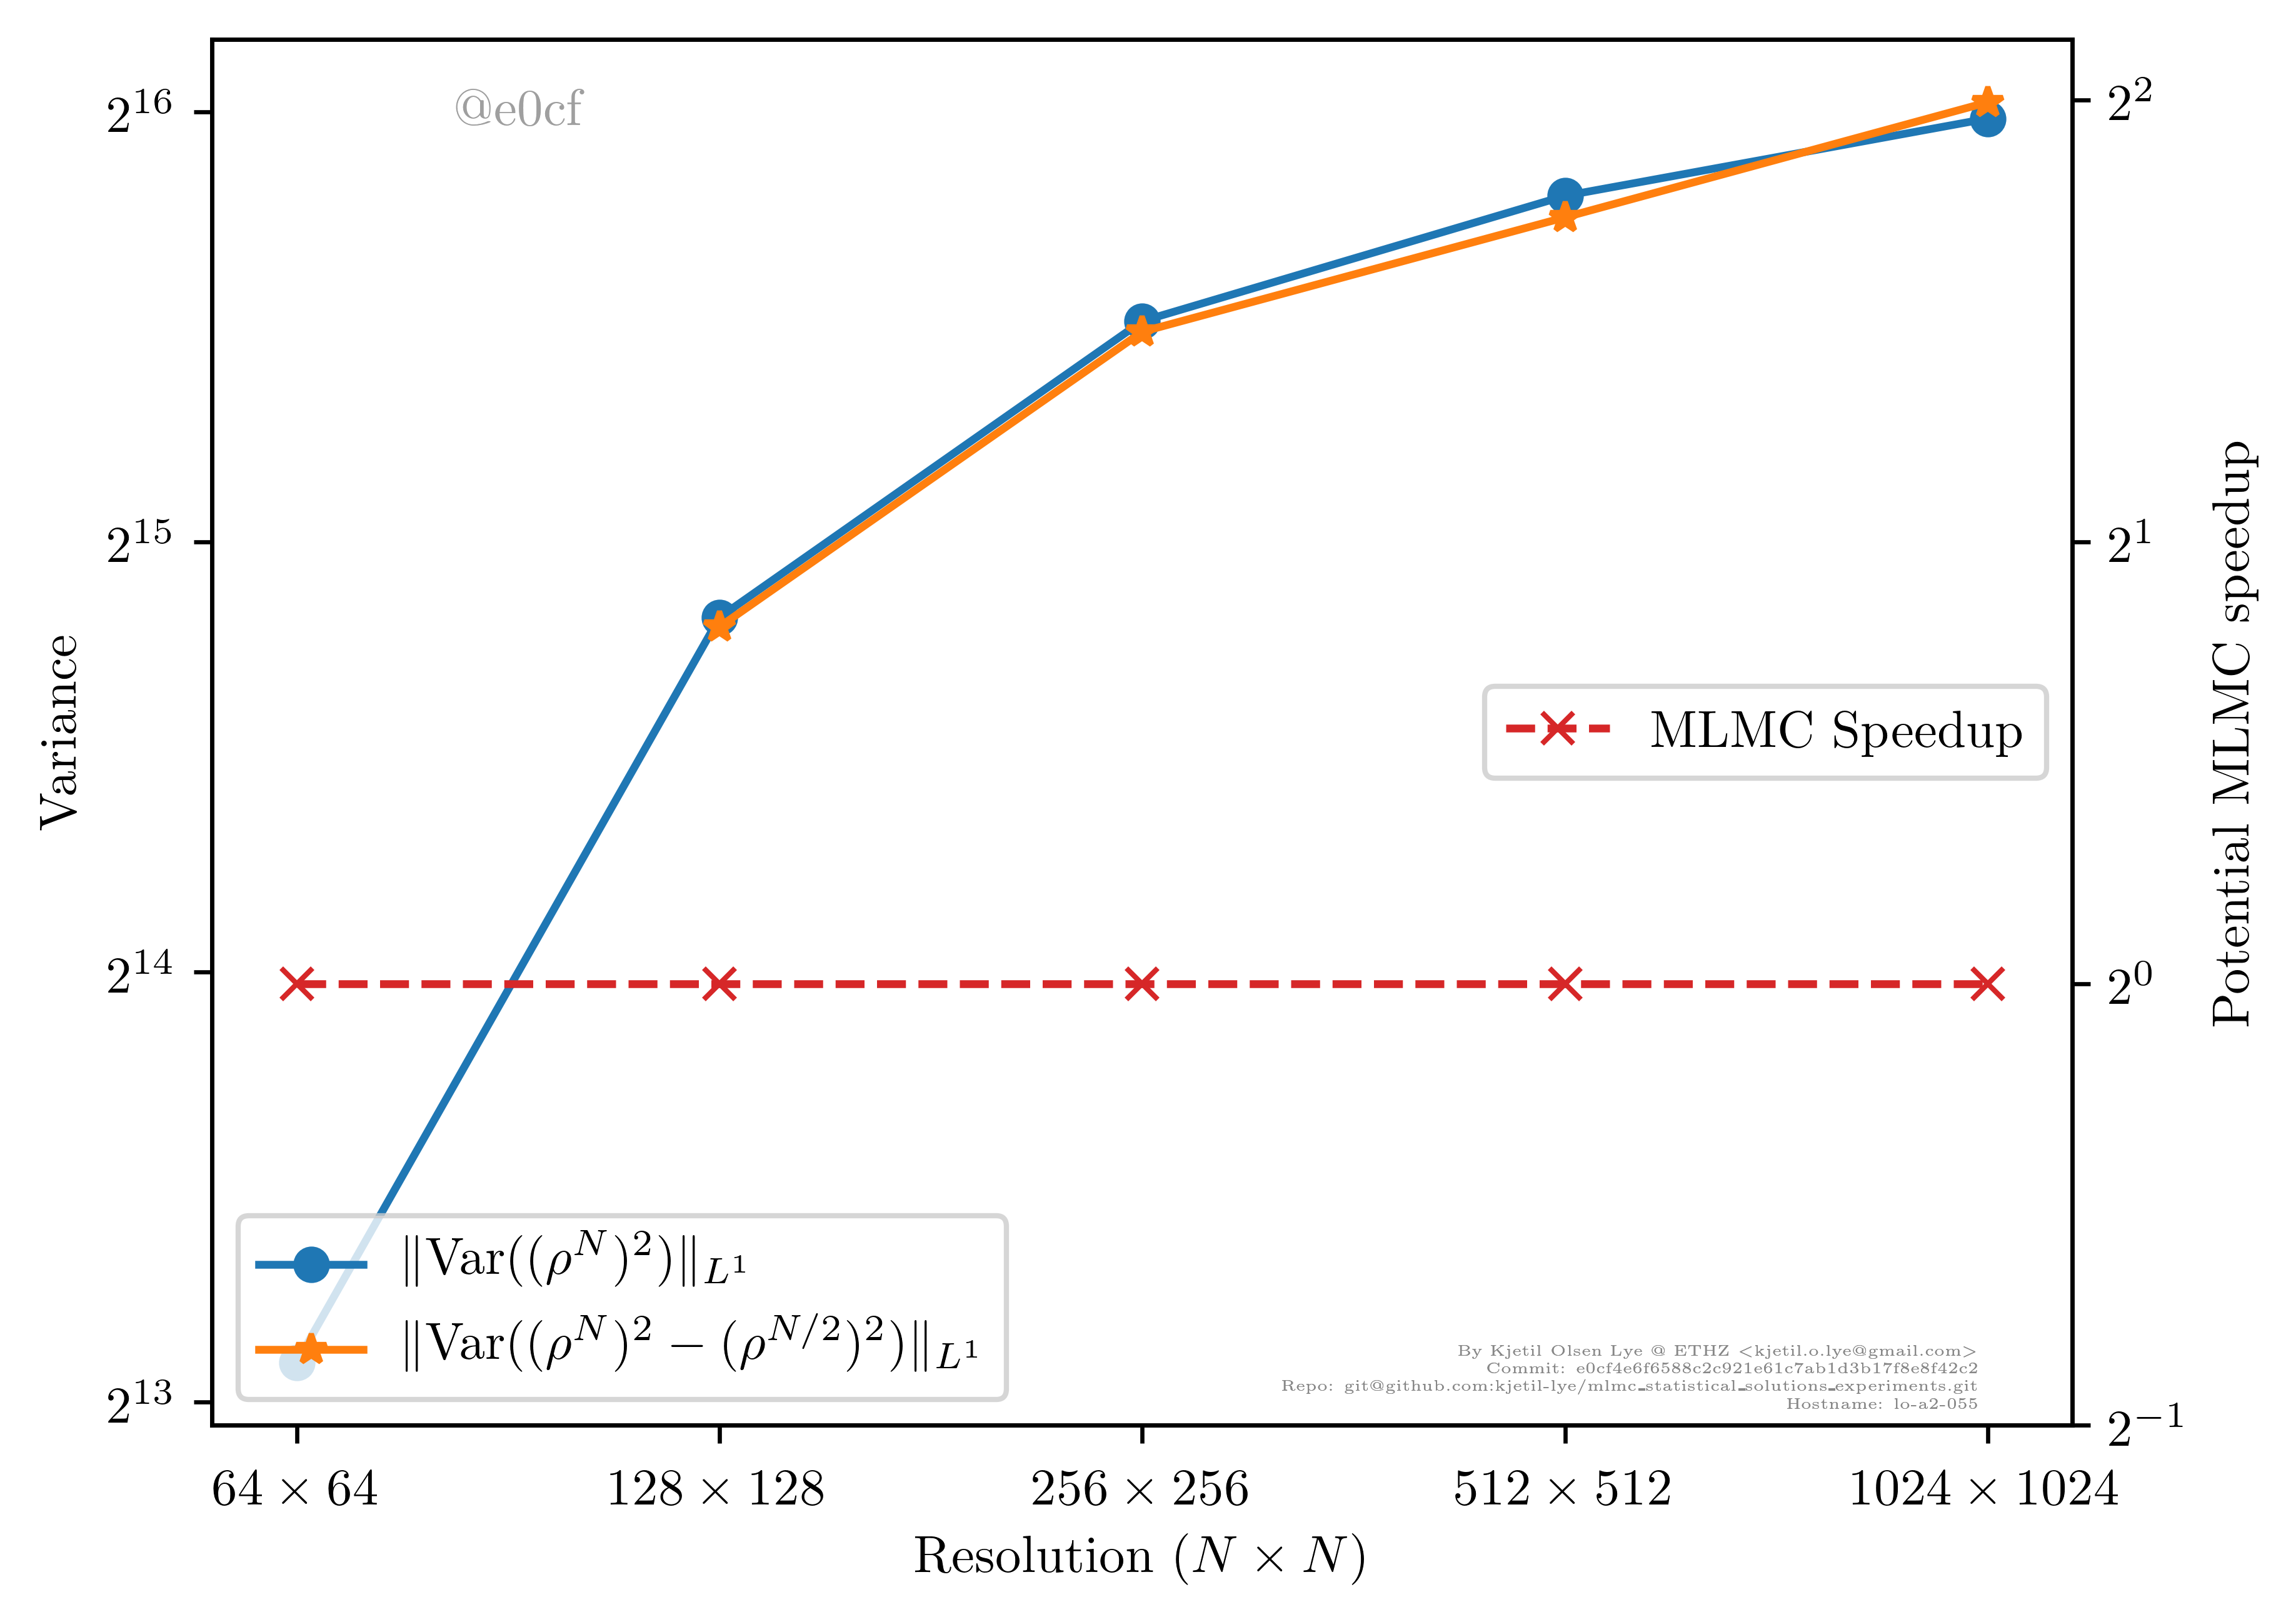 @e0cf
2^16
2^15
2^14
2^13
Variance
2^2
2^1
2^0
2^−1
Potential MLMC speedup
MLMC Speedup
‖Var((ρ^N)^2)‖_{L^1}
‖Var((ρ^N)^2 − (ρ^{N/2})^2)‖_{L^1}
By Kjetil Olsen Lye @ ETHZ <kjetil.o.lye@gmail.com>
Commit: e0cf4e6f6588c2c921e61c7ab1d3b17f8e8f42c2
Repo: git@github.com:kjetil-lye/mlmc_statistical_solutions_experiments.git
Hostname: lo-a2-055
64 × 64 128 × 128 256 × 256 512 × 512 1024 × 1024
Resolution (N × N)